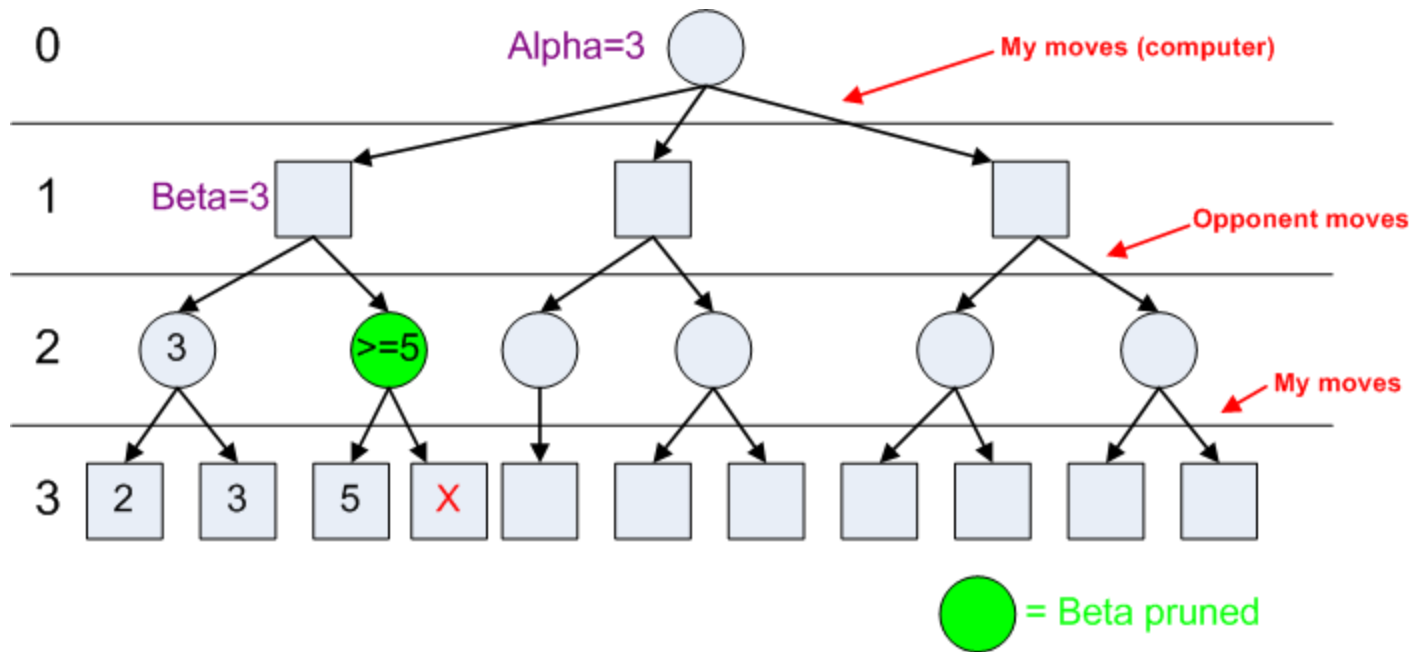 0
Alpha=3
My moves (computer)
1
Beta=3
Opponent moves
2
3
>=5
My moves
3
2
3
5
X
= Beta pruned